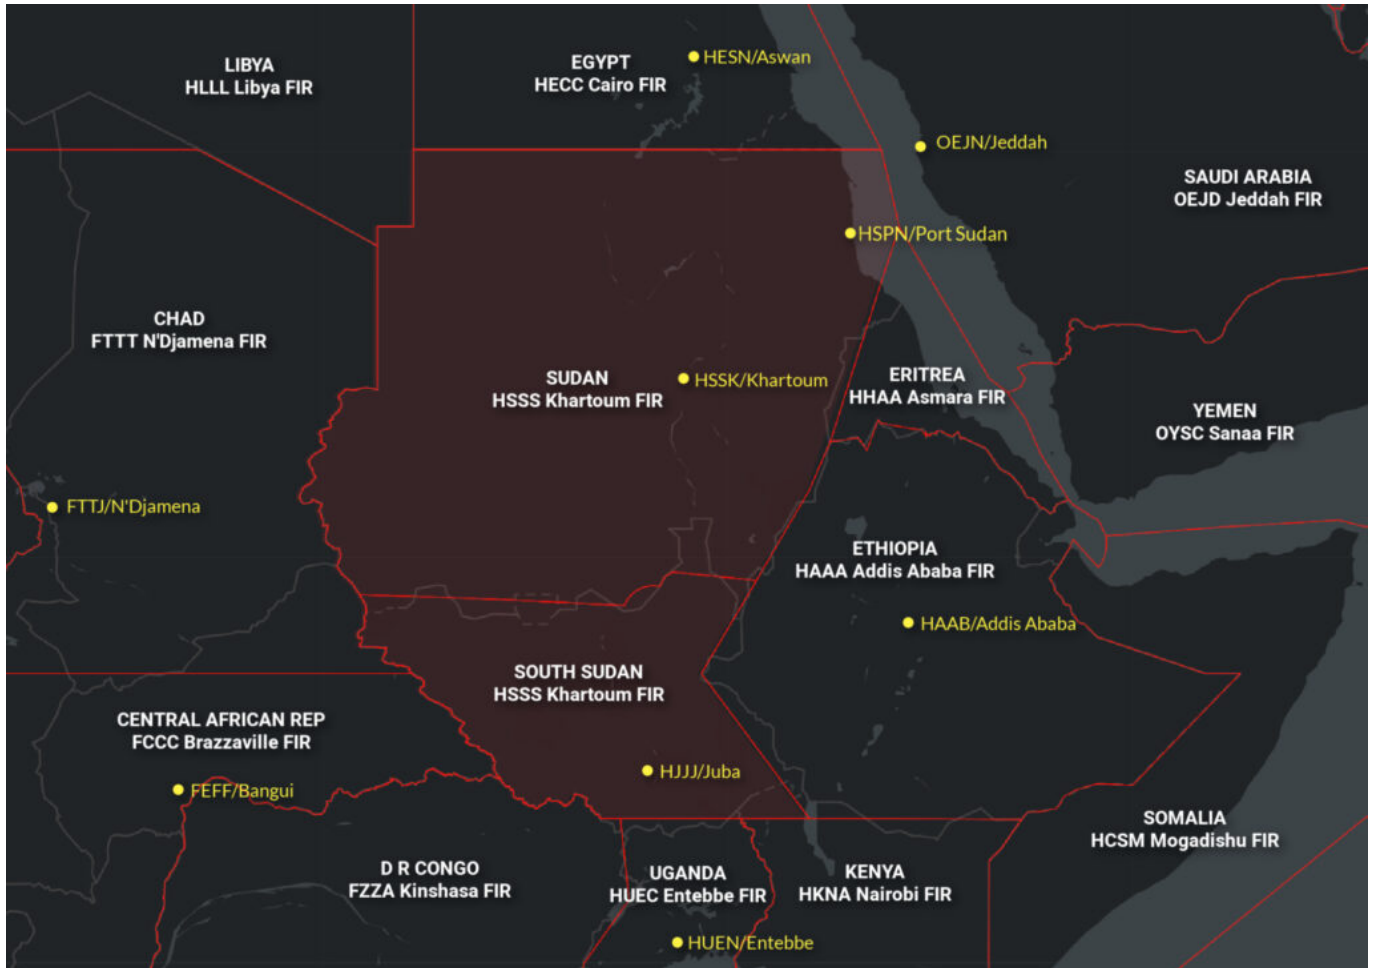 HESN/Aswan
LIBYA
HLLL Libya FIR
EGYPT
HECC Cairo FIR
OEJN/Jeddah
SAUDI ARABIA
OEJD Jeddah FIR
HSPN/Port Sudan
CHAD
FTTT N'Djamena FIR
SUDAN
HSSS Khartoum FIR
HSSK/Khartoum
ERITREA
HHAA Asmara FIR
YEMEN
OYSC Sanaa FIR
FTTJ/N'Djamena
ETHIOPIA
HAAA Addis Ababa FIR
HAAB/Addis Ababa
SOUTH SUDAN
HSSS Khartoum FIR
CENTRAL AFRICAN REP
FCCC Brazzaville FIR
HJJJ/Juba
FEFF/Bangui
SOMALIA
HCSM Mogadishu FIR
D R CONGO
FZZA Kinshasa FIR
UGANDA
HUEC Entebbe FIR
KENYA
HKNA Nairobi FIR
HUEN/Entebbe